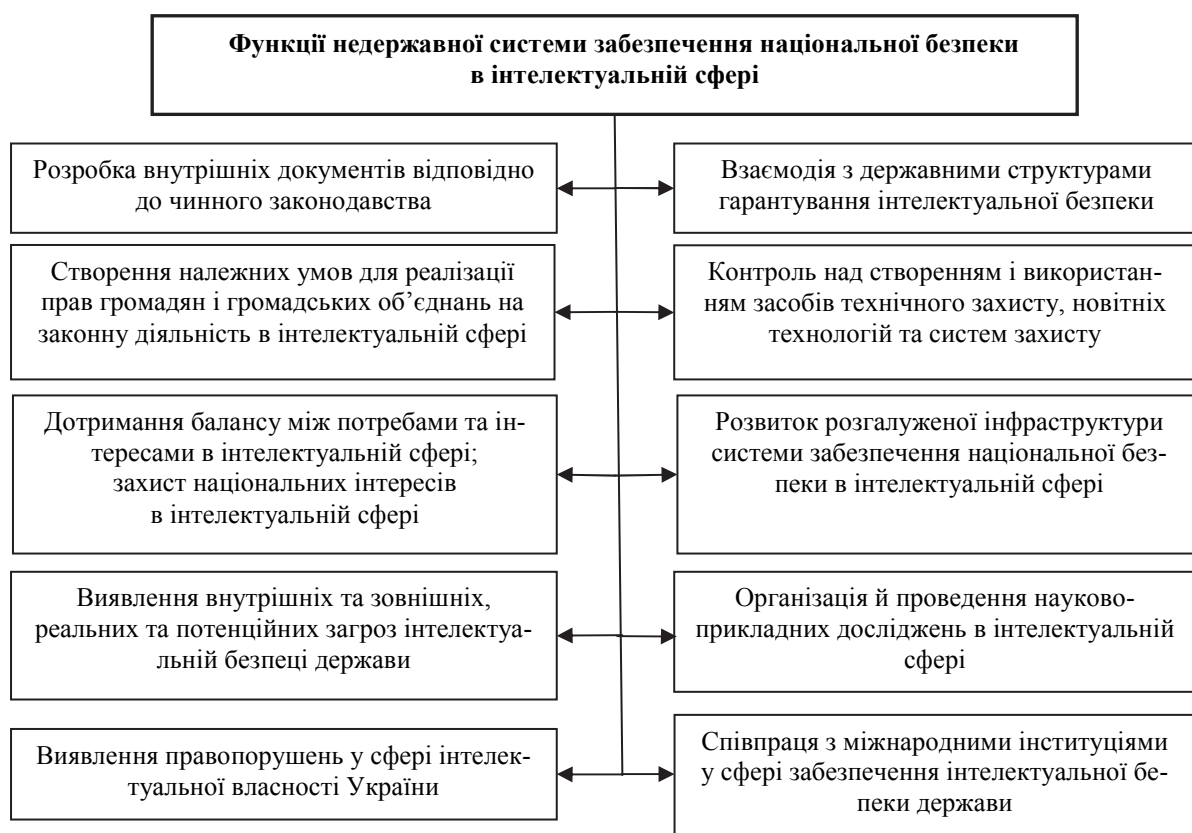 Функції недержавної системи забезпечення національної безпеки
в інтелектуальній сфері
Розробка внутрішніх документів відповідно
до чинного законодавства
Взаємодія з державними структурами
гарантування інтелектуальної безпеки
Створення належних умов для реалізації
прав громадян і громадських об’єднань на
законну діяльність в інтелектуальній сфері
Контроль над створенням і використан-
ням засобів технічного захисту, новітніх
технологій та систем захисту
Дотримання балансу між потребами та ін-
тересами в інтелектуальній сфері;
захист національних інтересів
в інтелектуальній сфері
Розвиток розгалуженої інфраструктури
системи забезпечення національної без-
пеки в інтелектуальній сфері
Виявлення внутрішніх та зовнішніх,
реальних та потенційних загроз інтелектуа-
льній безпеці держави
Організація й проведення науково-
прикладних досліджень в інтелектуальній
сфері
Виявлення правопорушень у сфері інтелек-
туальної власності України
Співпраця з міжнародними інституціями
у сфері забезпечення інтелектуальної бе-
зпеки держави